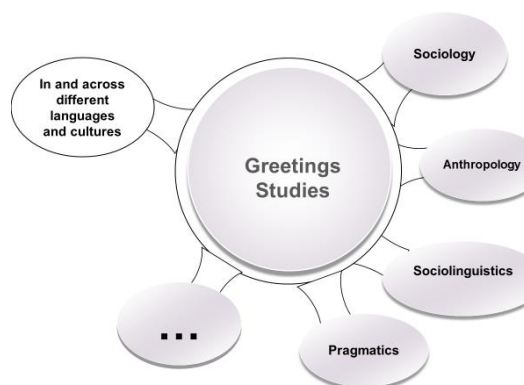 Sociology
In and across
different
languages
and cultures
Greetings
Studies
Anthropology
Sociolinguistics
...
Pragmatics